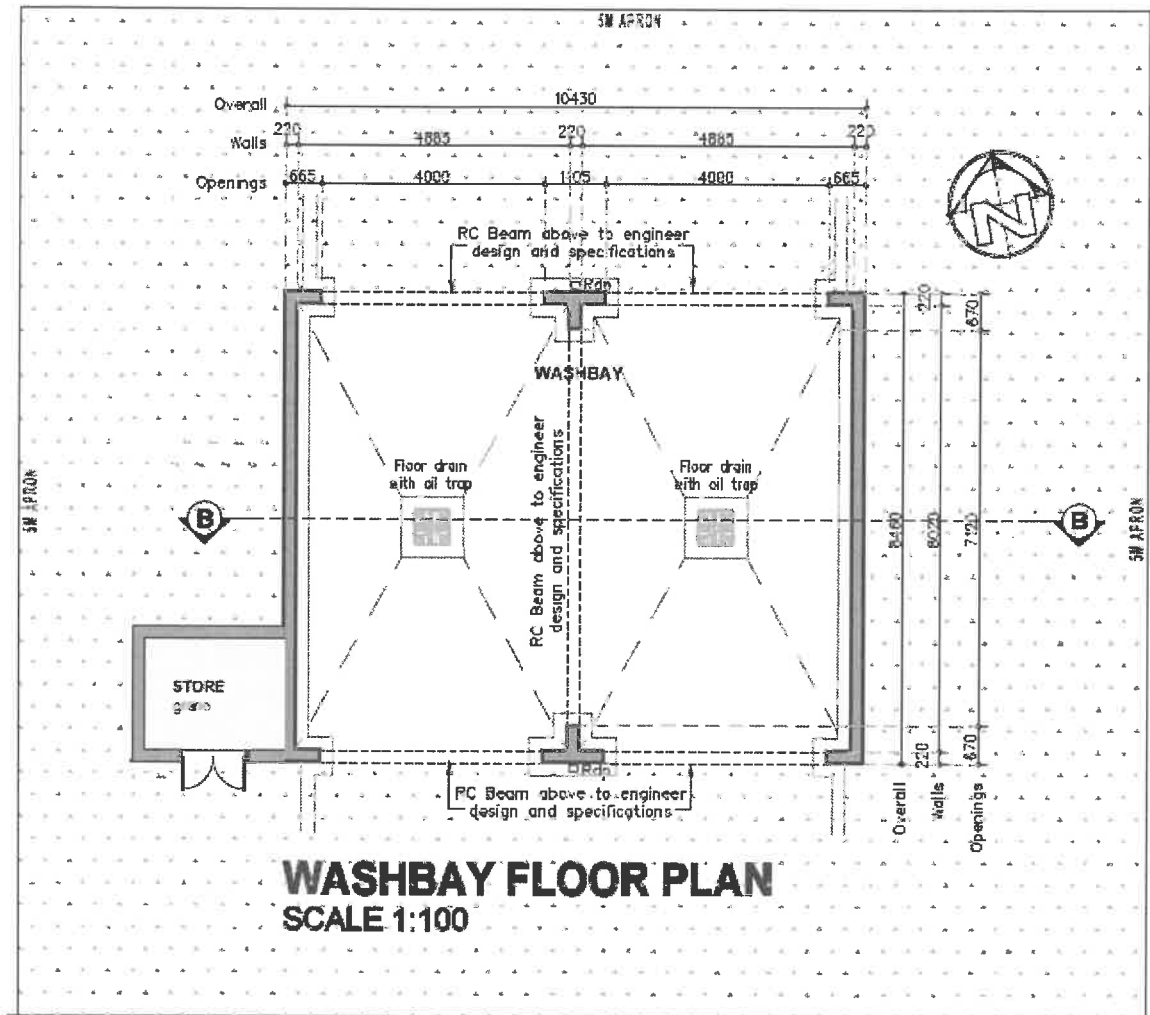 5M APRON
Overall
10430
Walls
220
4885
220
4885
220
Openings
665
4000
1105
4000
665
N
RC Beam above to engineer
design and specifications
Rdp
220
670
WASHBAY
RC Beam above to engineer
design and specifications
Floor drain
with oil trap
Floor drain
with oil trap
5M APRON
B
B
8460
8020
7120
5M APRON
STORE
grano
Rdp
220
670
RC Beam above to engineer
design and specifications
Overall
Walls
Openings
WASHBAY FLOOR PLAN
SCALE 1:100